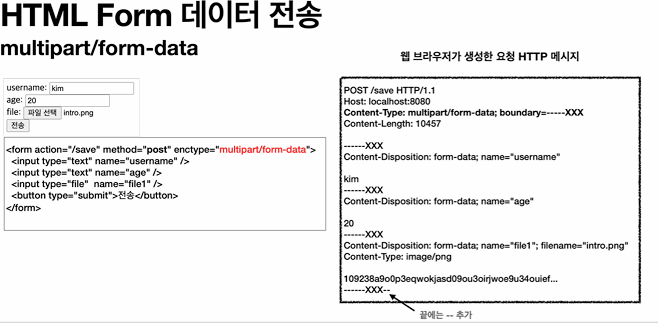 HTML Form 데이터 전송
multipart/form-data
username: kim
age: 20
file: 파일 선택 intro.png
전송
<form action="/save" method="post" enctype="multipart/form-data">
<input type="text" name="username" />
<input type="text" name="age" />
<input type="file" name="file1" />
<button type="submit">전송</button>
</form>
웹 브라우저가 생성한 요청 HTTP 메시지
POST /save HTTP/1.1
Host: localhost:8080
Content-Type: multipart/form-data; boundary=-----XXX
Content-Length: 10457
------XXX
Content-Disposition: form-data; name="username"
kim
------XXX
Content-Disposition: form-data; name="age"
20
------XXX
Content-Disposition: form-data; name="file1"; filename="intro.png"
Content-Type: image/png
109238a9o0p3eqwokjasd09ou3oirjwoe9u34ouief...
------XXX--
끝에는 -- 추가